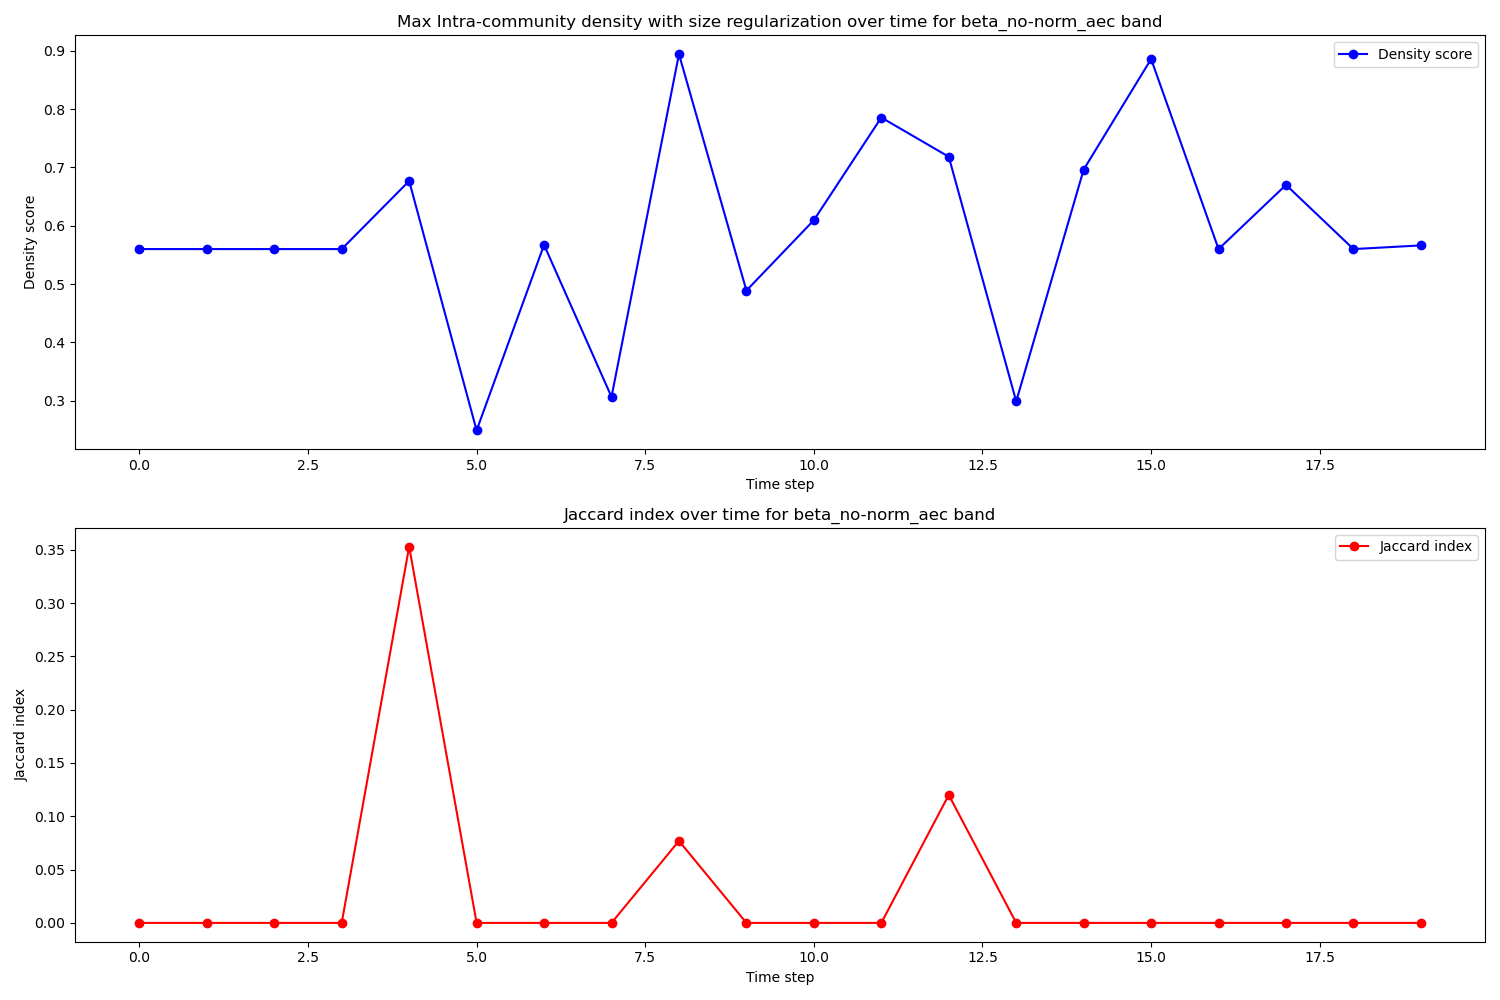 Max Intra-community density with size regularization over time for beta_no-norm_aec band
Density score
0.9
0.8
0.7
0.6
0.5
0.4
0.3
Density score
0.0 2.5 5.0 7.5 10.0 12.5 15.0 17.5
Time step
Jaccard index over time for beta_no-norm_aec band
Jaccard index
0.35
0.30
0.25
0.20
0.15
0.10
0.05
0.00
Jaccard index
0.0 2.5 5.0 7.5 10.0 12.5 15.0 17.5
Time step